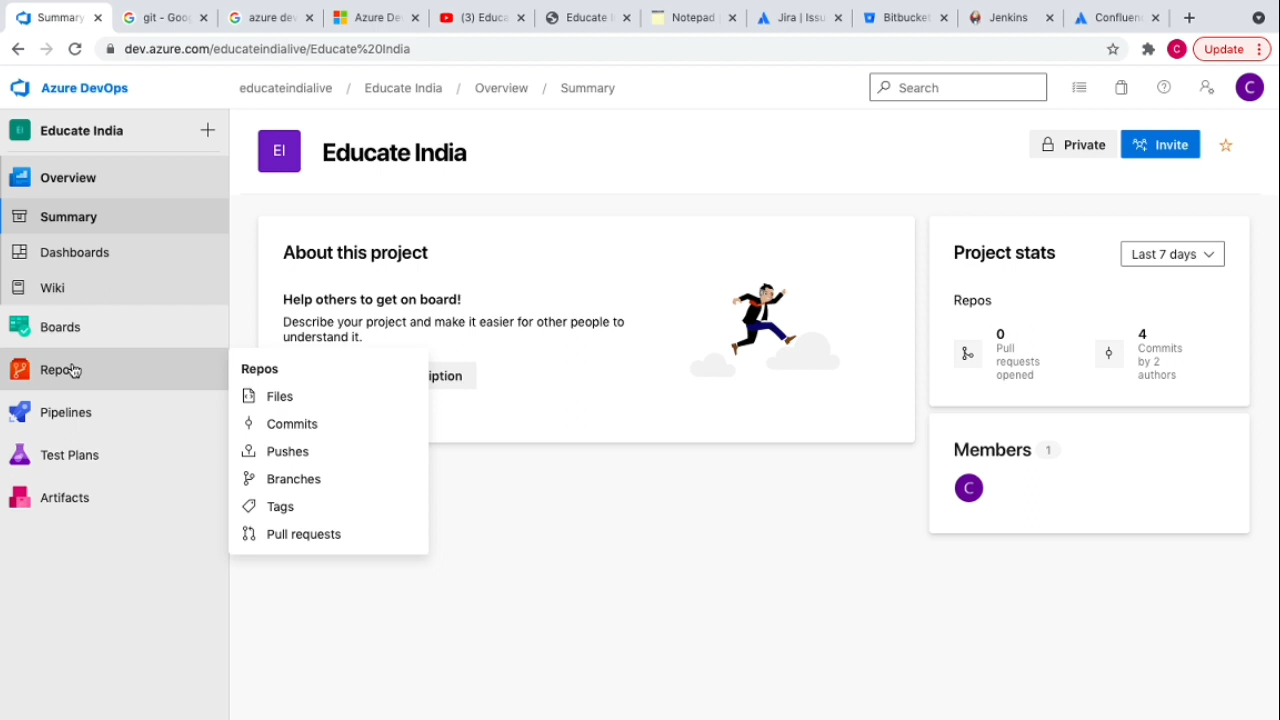 Summary
git - Goo
azure dev
Azure De
(3) Educa
Educate I
Notepad
Jira | Issu
Bitbucket
Jenkins
Confluen
dev.azure.com/educateindialive/Educate%20India
C
Update
Azure DevOps
educateindialive / Educate India / Overview / Summary
Search
C
EI
Educate India
EI
Educate India
Private
Invite
Overview
Summary
Dashboards
Wiki
Boards
Repos
Pipelines
Test Plans
Artifacts
Repos
Files
Commits
Pushes
Branches
Tags
Pull requests
About this project
Help others to get on board!
Describe your project and make it easier for other people to
understand it.
iption
Project stats
Last 7 days
Repos
0
Pull
requests
opened
4
Commits
by 2
authors
Members 1
C